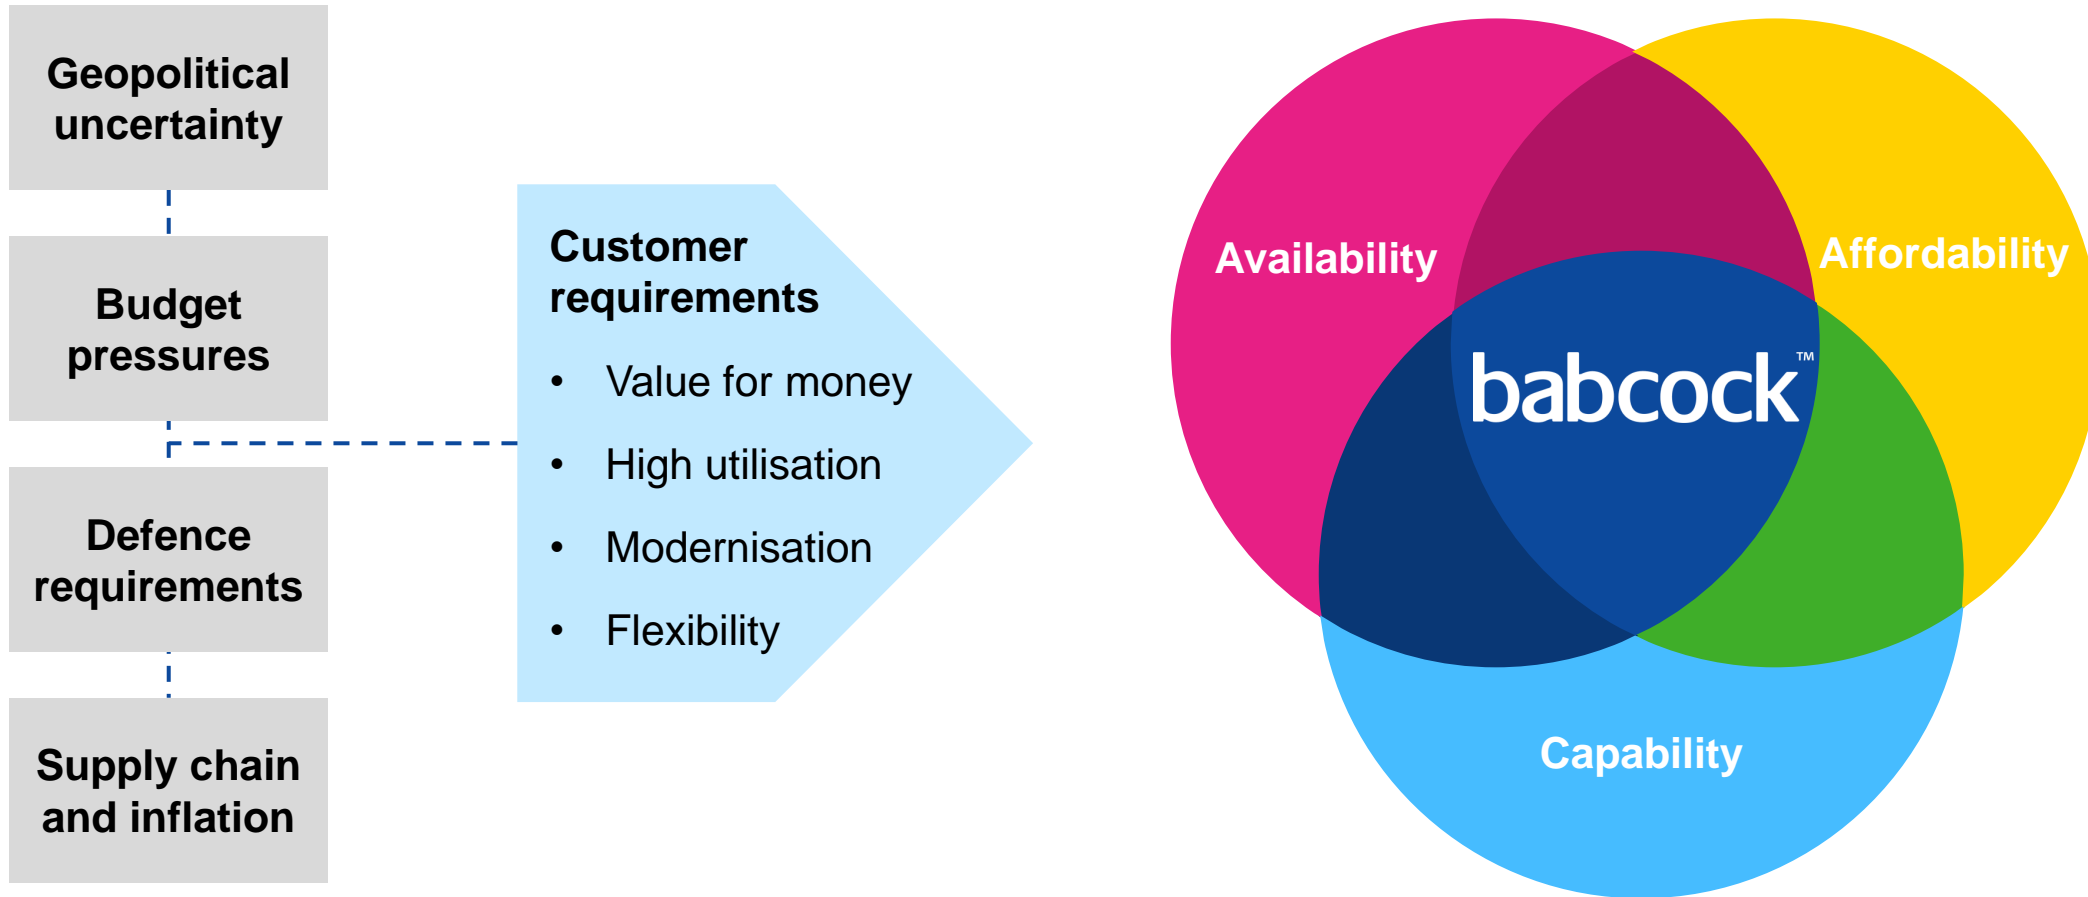 Geopolitical
uncertainty
Budget
pressures
Defence
requirements
Supply chain
and inflation
Customer
requirements
• Value for money
• High utilisation
• Modernisation
• Flexibility
Availability
Affordability
babcock™
Capability